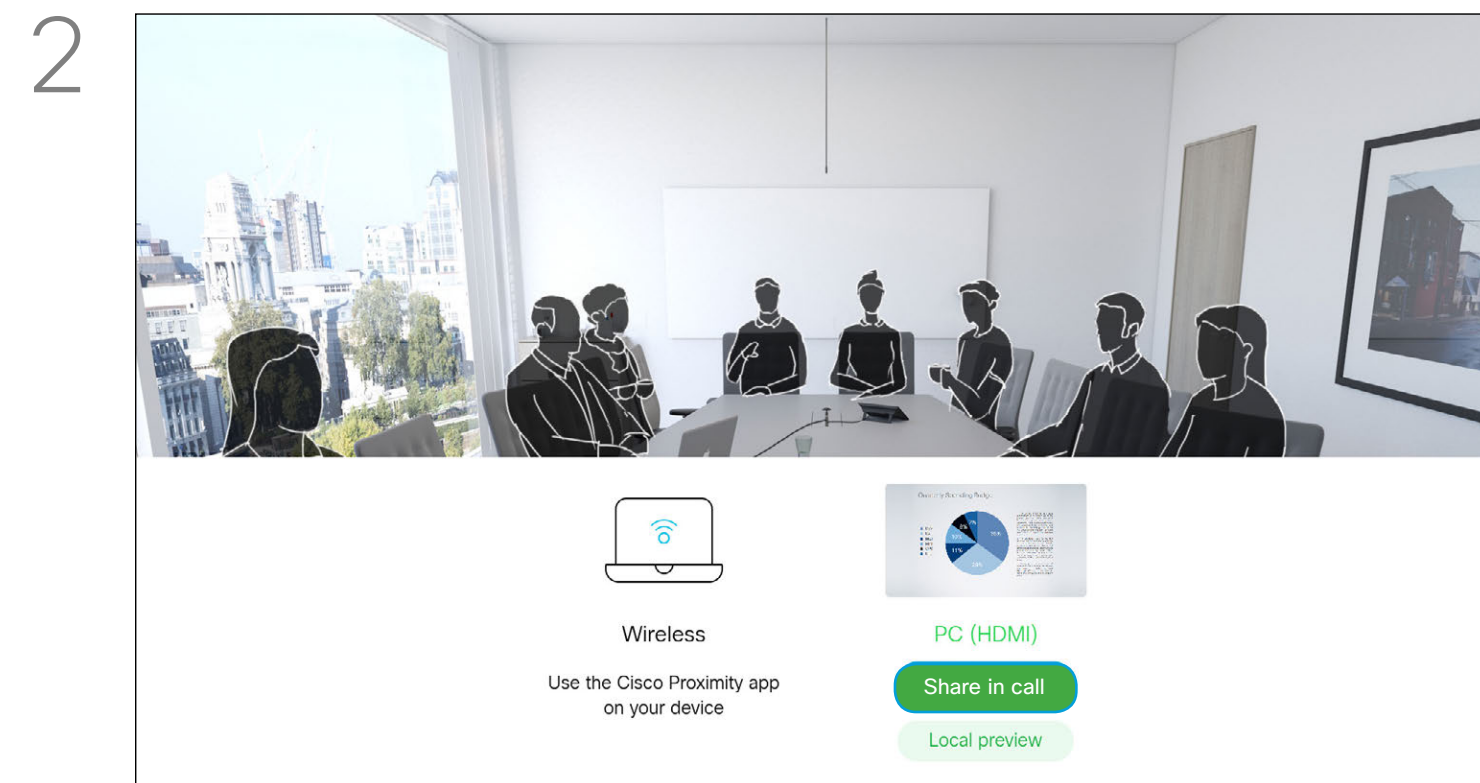 2
Wireless
Use the Cisco Proximity app
on your device
PC (HDMI)
Share in call
Local preview